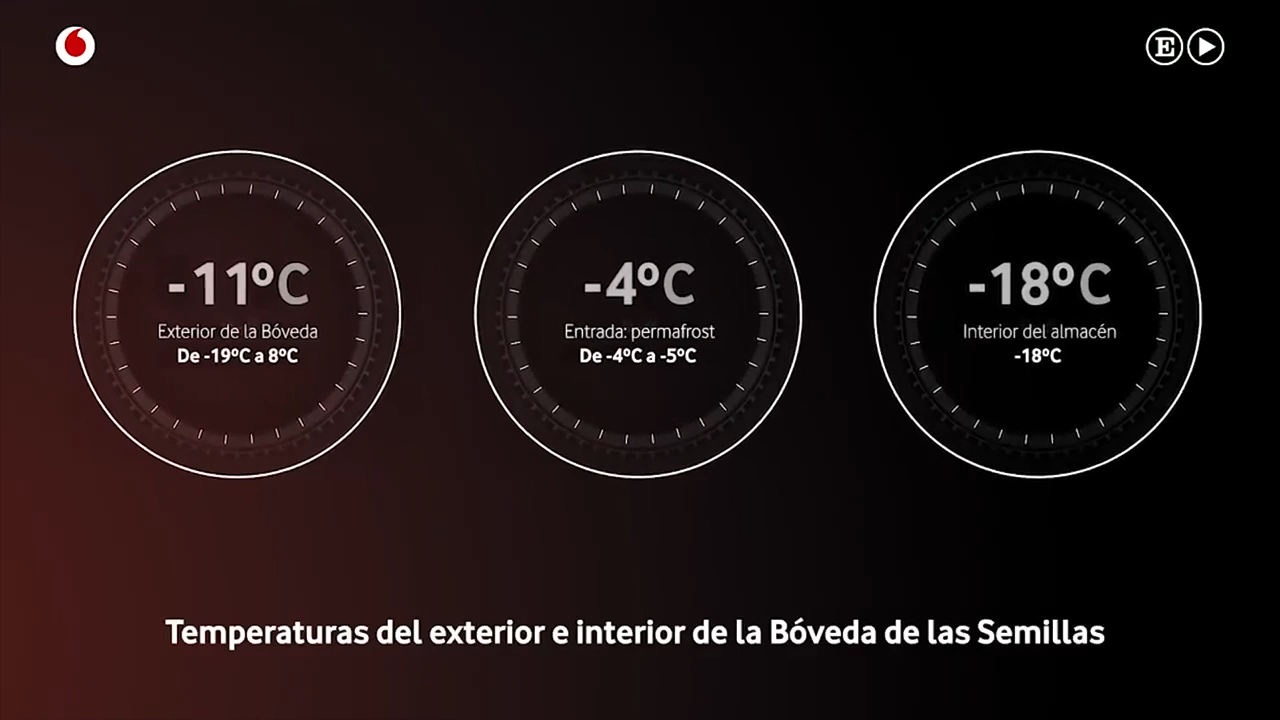 E
-11ºC
Exterior de la Bóveda
De -19ºC a 8ºC
-4ºC
Entrada: permafrost
De -4ºC a -5ºC
-18ºC
Interior del almacén
-18ºC
Temperaturas del exterior e interior de la Bóveda de las Semillas